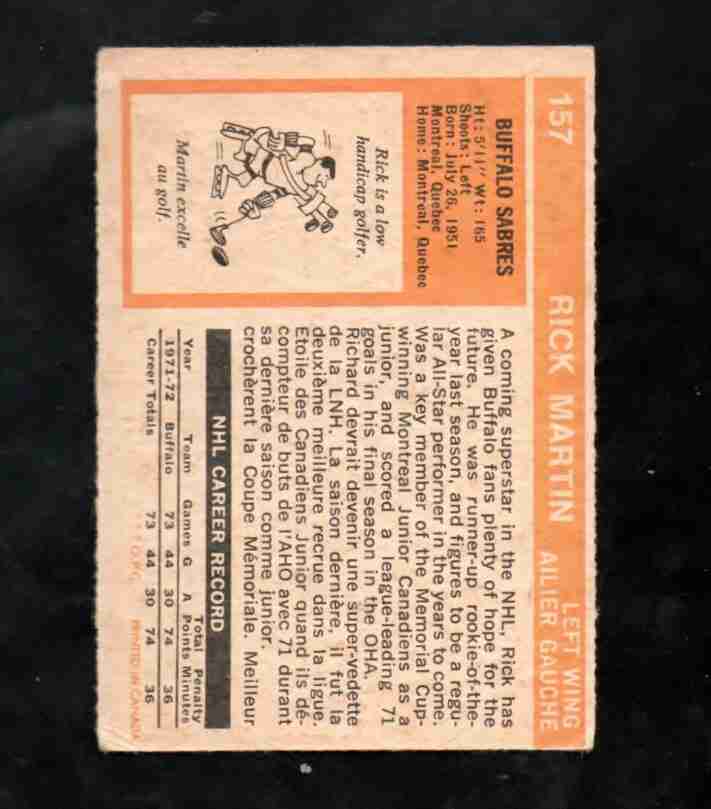 157 RICK MARTIN LEFT WING
AILIER GAUCHE
BUFFALO SABRES
Ht: 5'11" Wt: 165
Shoots: Left
Born: July 26, 1951
Montreal, Quebec
Home: Montreal, Quebec
Rick is a low
handicap golfer.
Martin excelle
au golf.
A coming superstar in the NHL, Rick has
given Buffalo fans plenty of hope for the
future. He was runner-up rookie-of-the-
year last season, and figures to be a regu-
lar All-Star performer in the years to come.
Was a key member of the Memorial Cup-
winning Montreal Junior Canadiens as a
junior, and scored a league-leading 71
goals in his final season in the OHA.
Richard devrait devenir une super-vedette
de la LNH. La saison dernière, il fut la
deuxième meilleure recrue dans la ligue.
Etoile des Canadiens Junior quand ils dé-
crochèrent la Coupe Mémoriale. Meilleur
compteur de buts de l'AHO avec 71 durant
sa dernière saison comme junior.
NHL CAREER RECORD
Total Penalty
Year Team Games G A Points Minutes
1971-72 Buffalo 73 44 30 74 36
Career Totals 73 44 30 74 36
O.P.C. PRINTED IN CANADA